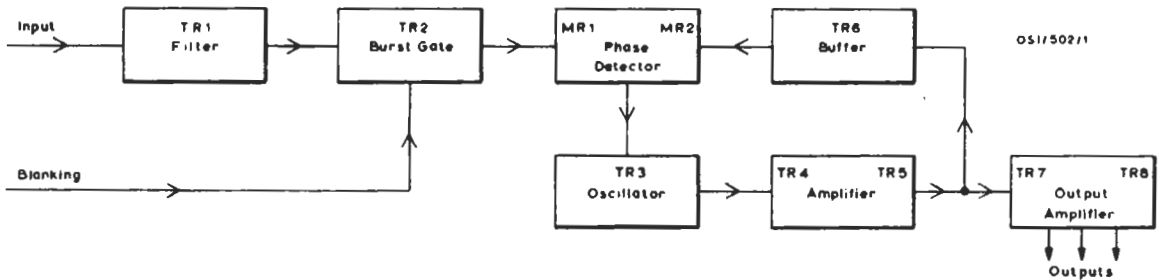 Input
TR1
Filter
TR2
Burst Gate
MR1 MR2
Phase
Detector
TR6
Buffer
OS1/502/1
Blanking
TR3
Oscillator
TR4 TR5
Amplifier
TR7 TR8
Output
Amplifier
Outputs